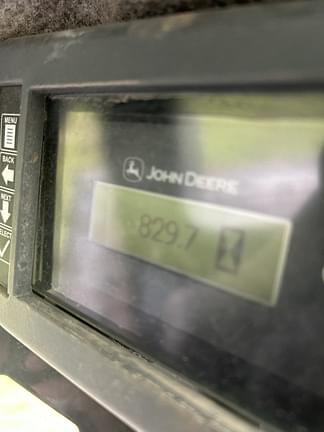 MENU
BACK
NEXT
SELECT
JOHN DEERE
829.7